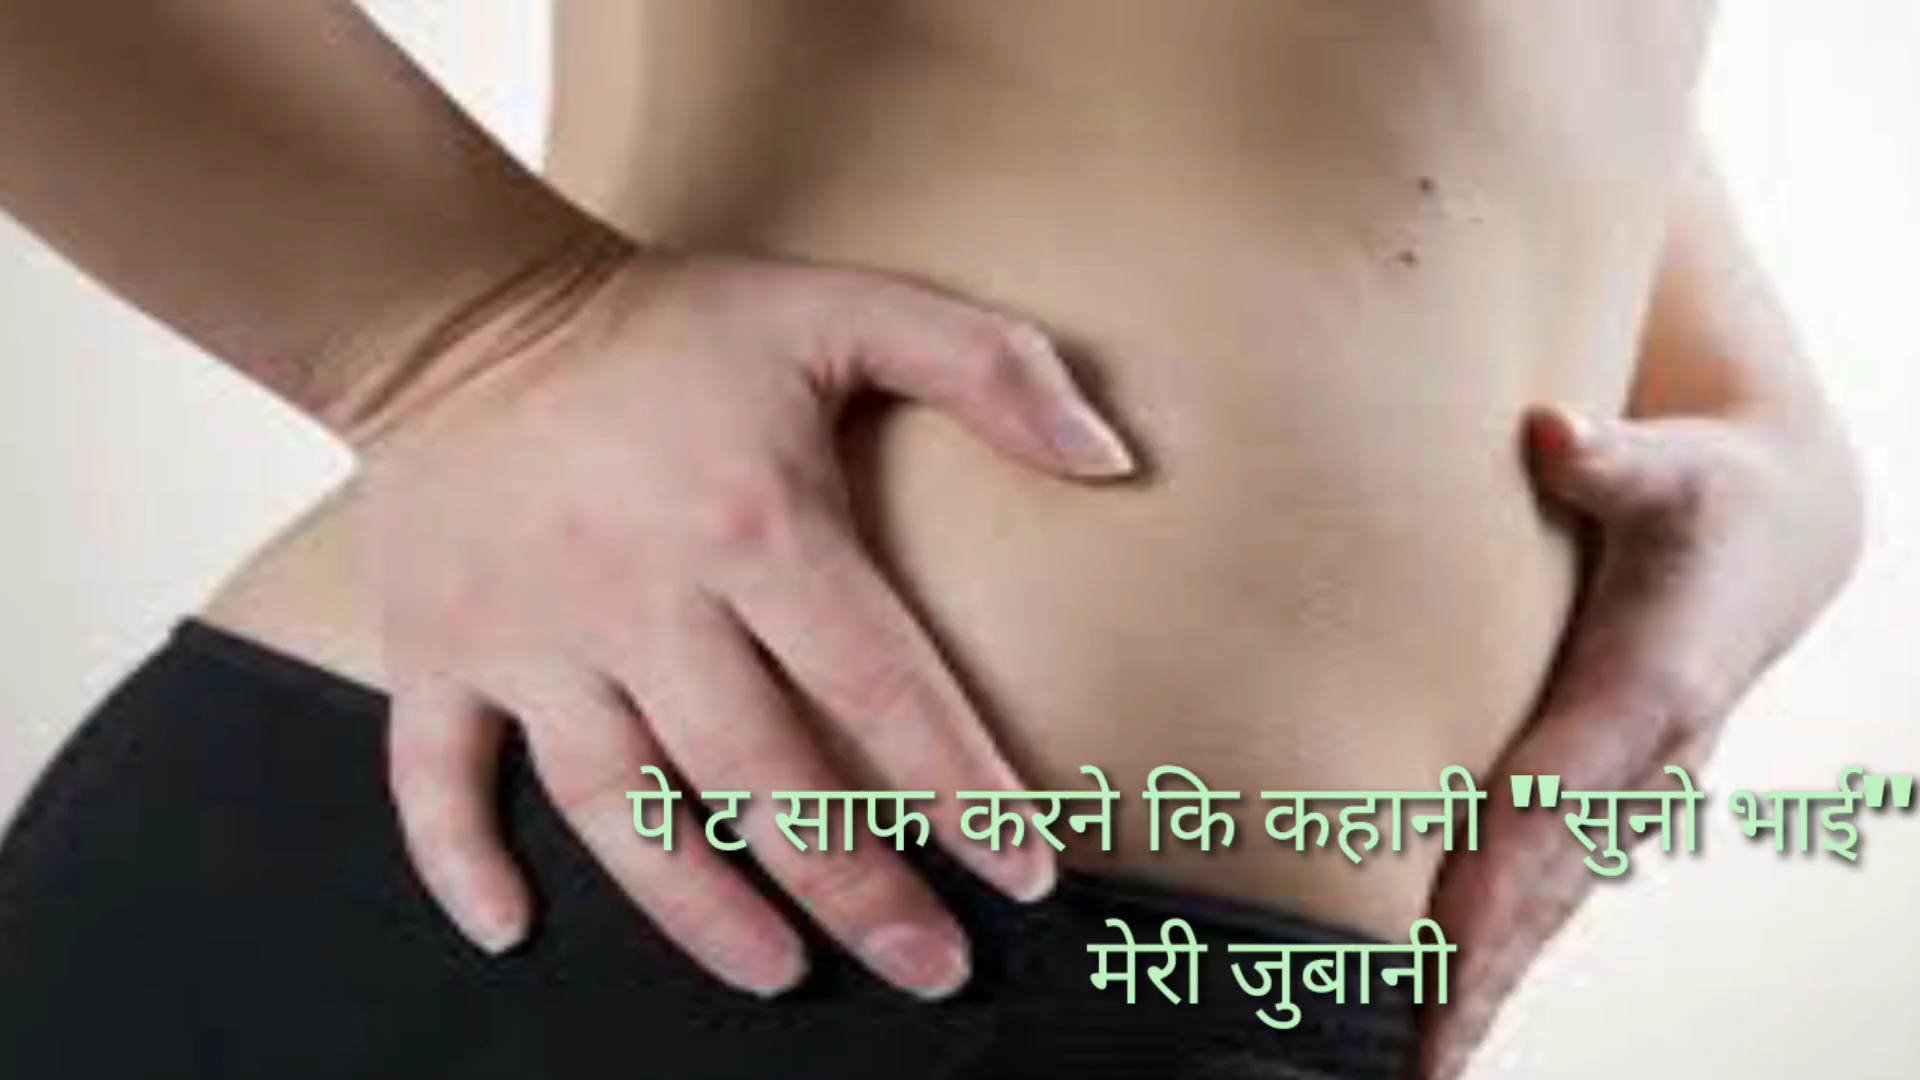 पे ट साफ करने कि कहानी "सुनो भाई"
मेरी जुबानी